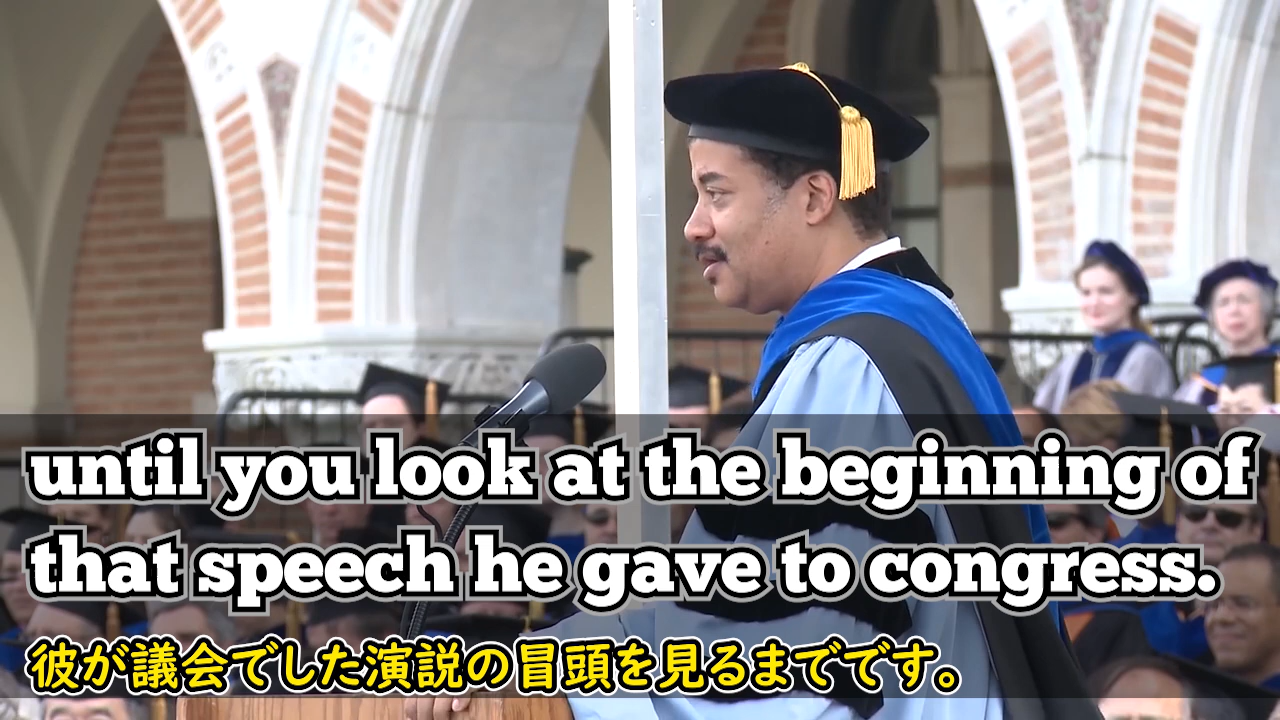 until you look at the beginning of
that speech he gave to congress.
彼が議会でした演説の冒頭を見るまでです。